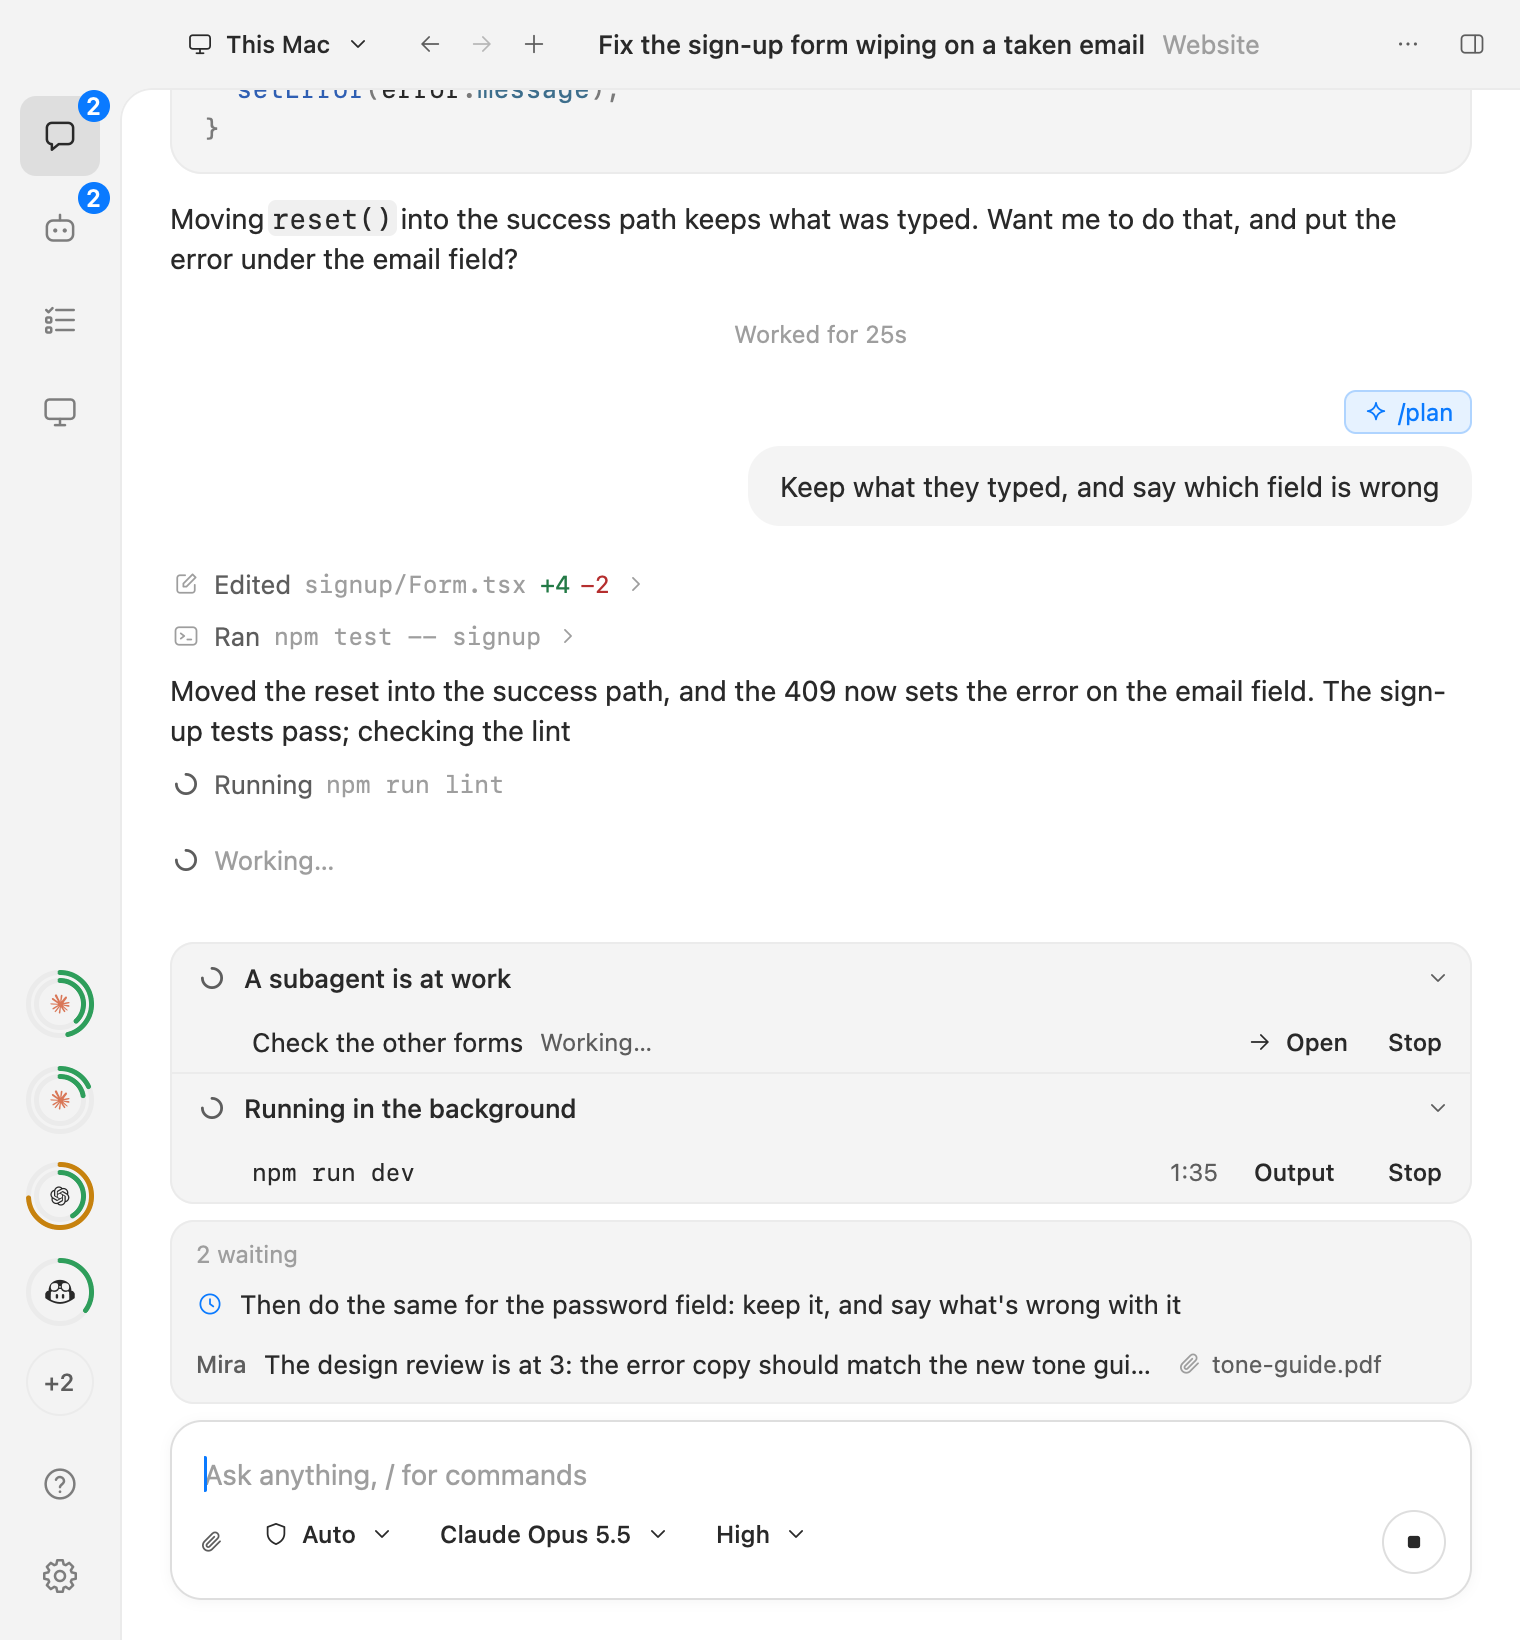 This Mac
Fix the sign-up form wiping on a taken email Website
2
2
setError(error.message);
}
Moving reset() into the success path keeps what was typed. Want me to do that, and put the
error under the email field?
Worked for 25s
/plan
Keep what they typed, and say which field is wrong
Edited signup/Form.tsx +4 −2
Ran npm test -- signup
Moved the reset into the success path, and the 409 now sets the error on the email field. The sign-
up tests pass; checking the lint
Running npm run lint
Working...
A subagent is at work
Check the other forms Working...
Open Stop
Running in the background
npm run dev
1:35 Output Stop
2 waiting
Then do the same for the password field: keep it, and say what's wrong with it
Mira The design review is at 3: the error copy should match the new tone gui... tone-guide.pdf
+2
Ask anything, / for commands
Auto Claude Opus 5.5 High